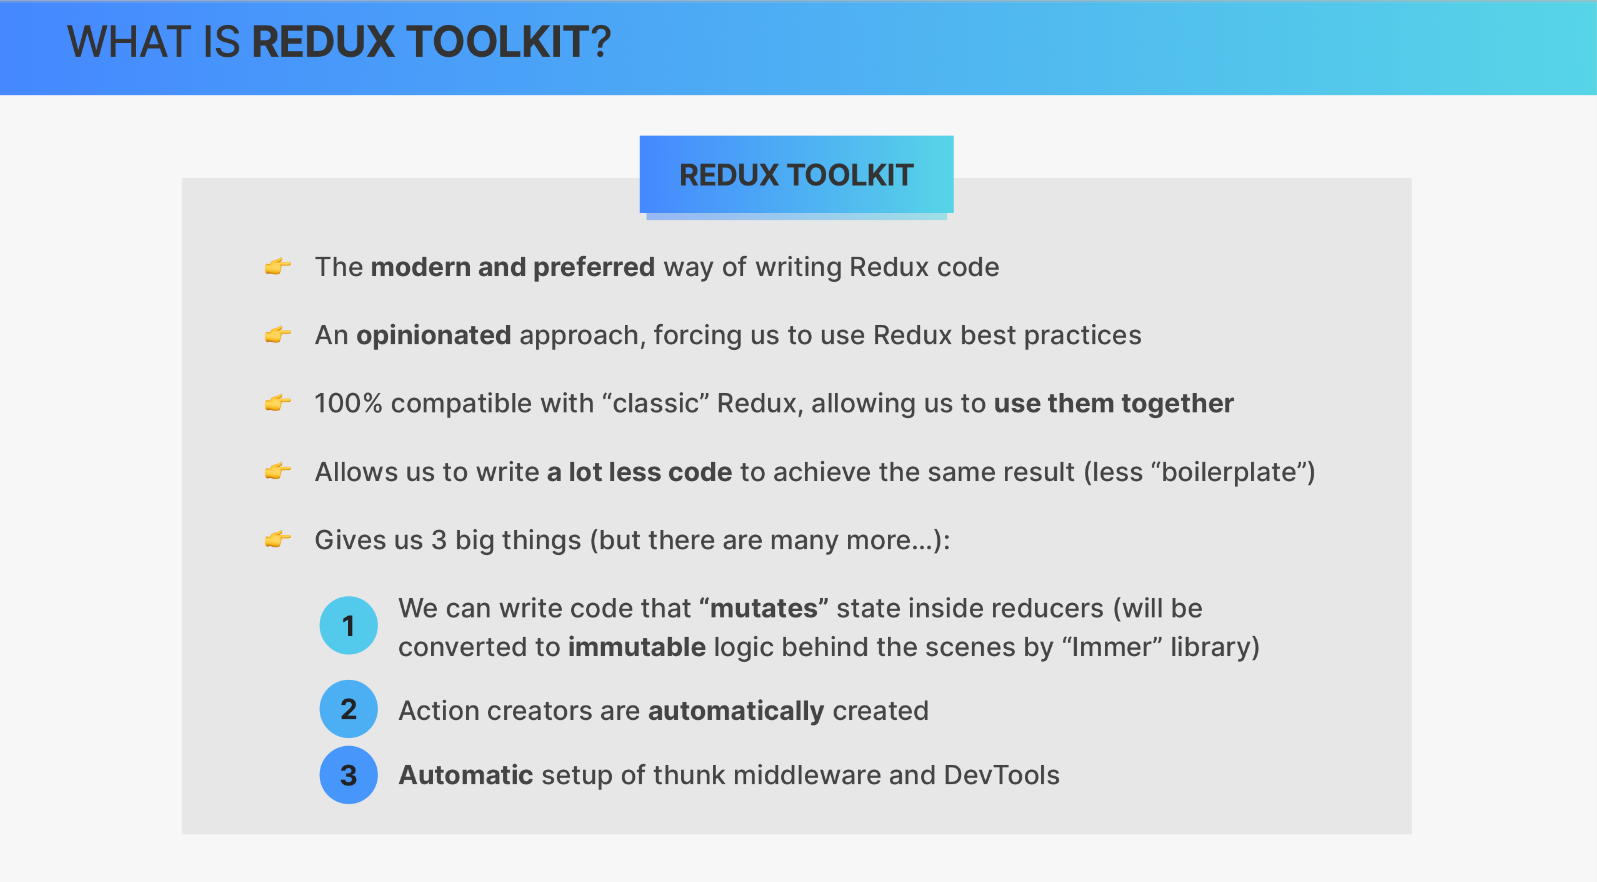 WHAT IS REDUX TOOLKIT?
REDUX TOOLKIT
👉 The modern and preferred way of writing Redux code
👉 An opinionated approach, forcing us to use Redux best practices
👉 100% compatible with “classic” Redux, allowing us to use them together
👉 Allows us to write a lot less code to achieve the same result (less “boilerplate”)
👉 Gives us 3 big things (but there are many more…):
1 We can write code that “mutates” state inside reducers (will be
converted to immutable logic behind the scenes by “Immer” library)
2 Action creators are automatically created
3 Automatic setup of thunk middleware and DevTools